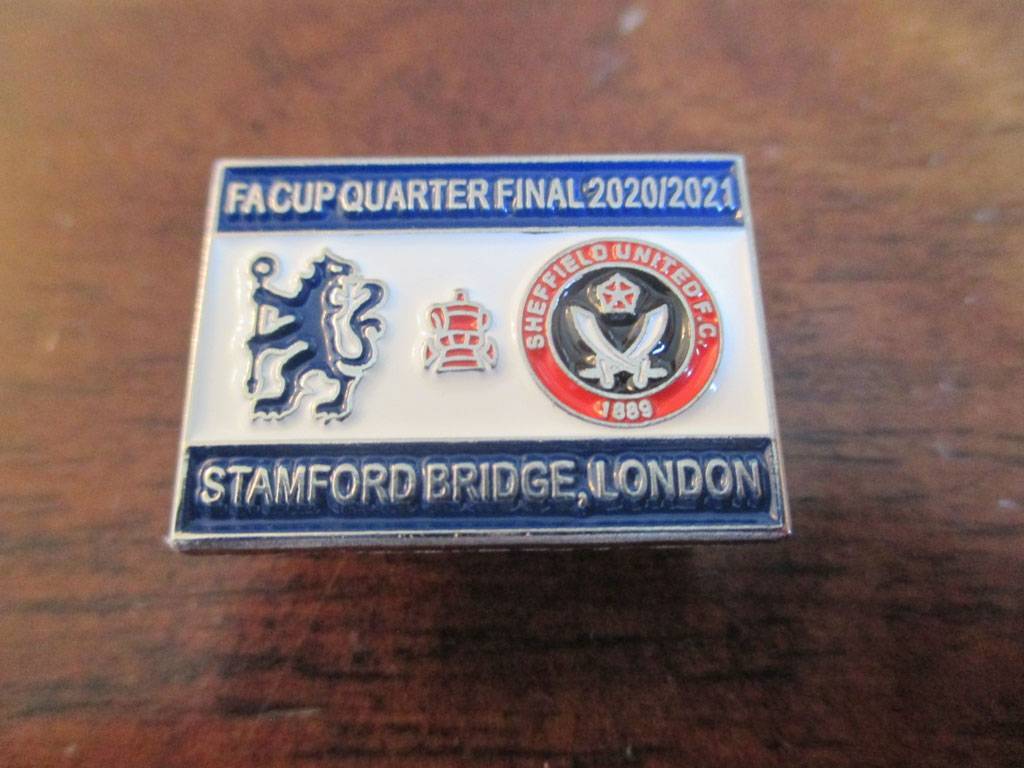 FA CUP QUARTER FINAL 2020/2021
SHEFFIELD UNITED F.C.
1889
STAMFORD BRIDGE, LONDON